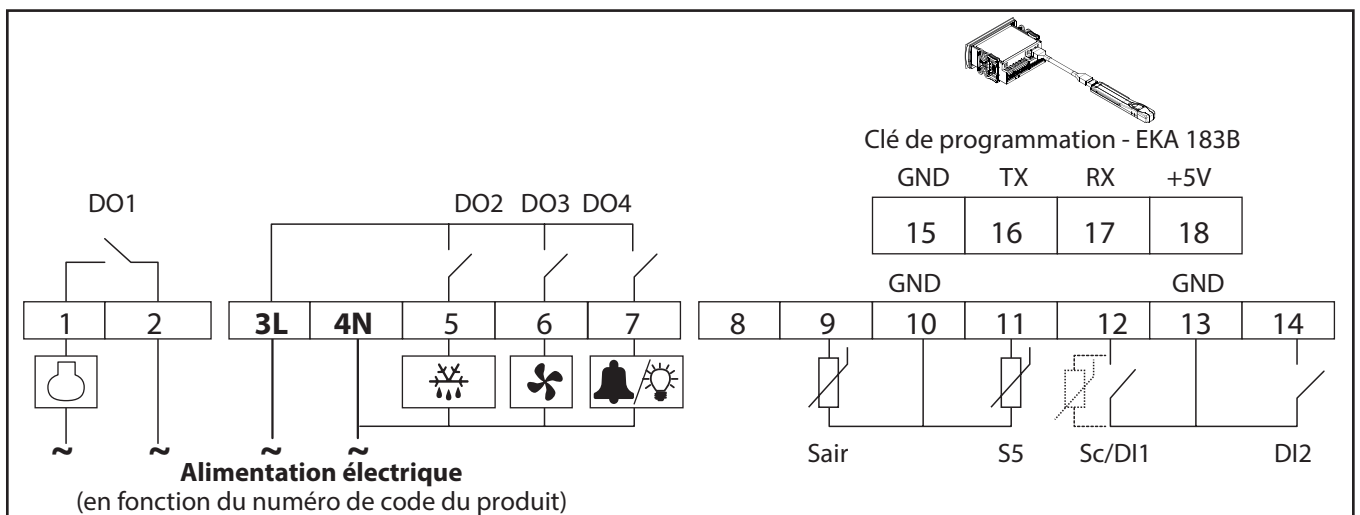 Clé de programmation - EKA 183B
GND TX RX +5V
15 16 17 18
DO1 DO2 DO3 DO4
GND GND
1 2 3L 4N 5 6 7 8 9 10 11 12 13 14
~ ~ ~ ~
Sair S5 Sc/DI1 DI2
Alimentation électrique
(en fonction du numéro de code du produit)